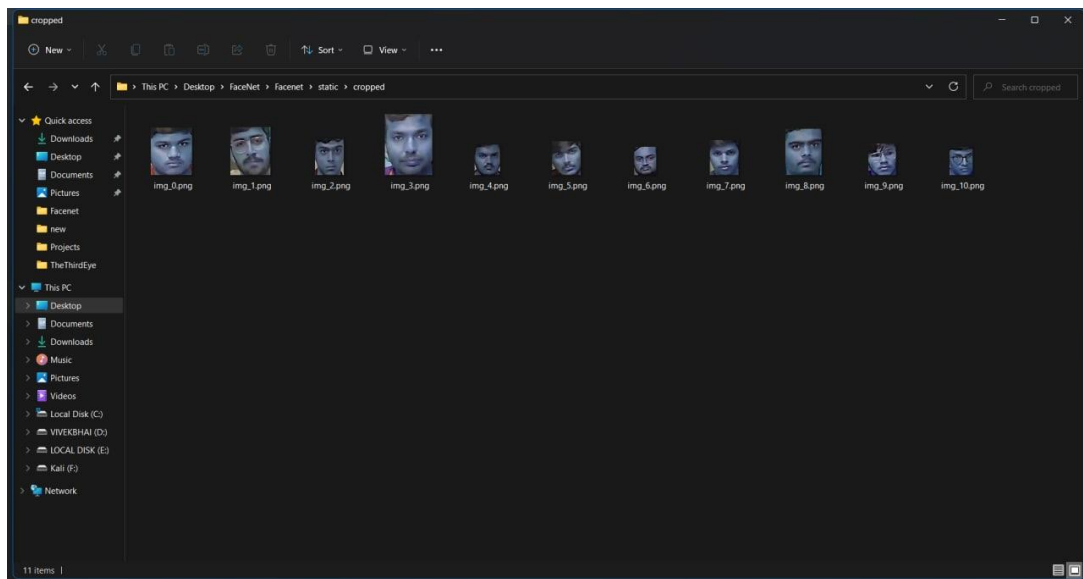 cropped
New
Sort
View
This PC > Desktop > FaceNet > Facenet > static > cropped
Search cropped
Quick access
Downloads
Desktop
Documents
Pictures
Facenet
new
Projects
TheThirdEye
This PC
Desktop
Documents
Downloads
Music
Pictures
Videos
Local Disk (C:)
VIVEKBHAI (D:)
LOCAL DISK (E:)
Kali (F:)
Network
img_0.png
img_1.png
img_2.png
img_3.png
img_4.png
img_5.png
img_6.png
img_7.png
img_8.png
img_9.png
img_10.png
11 items